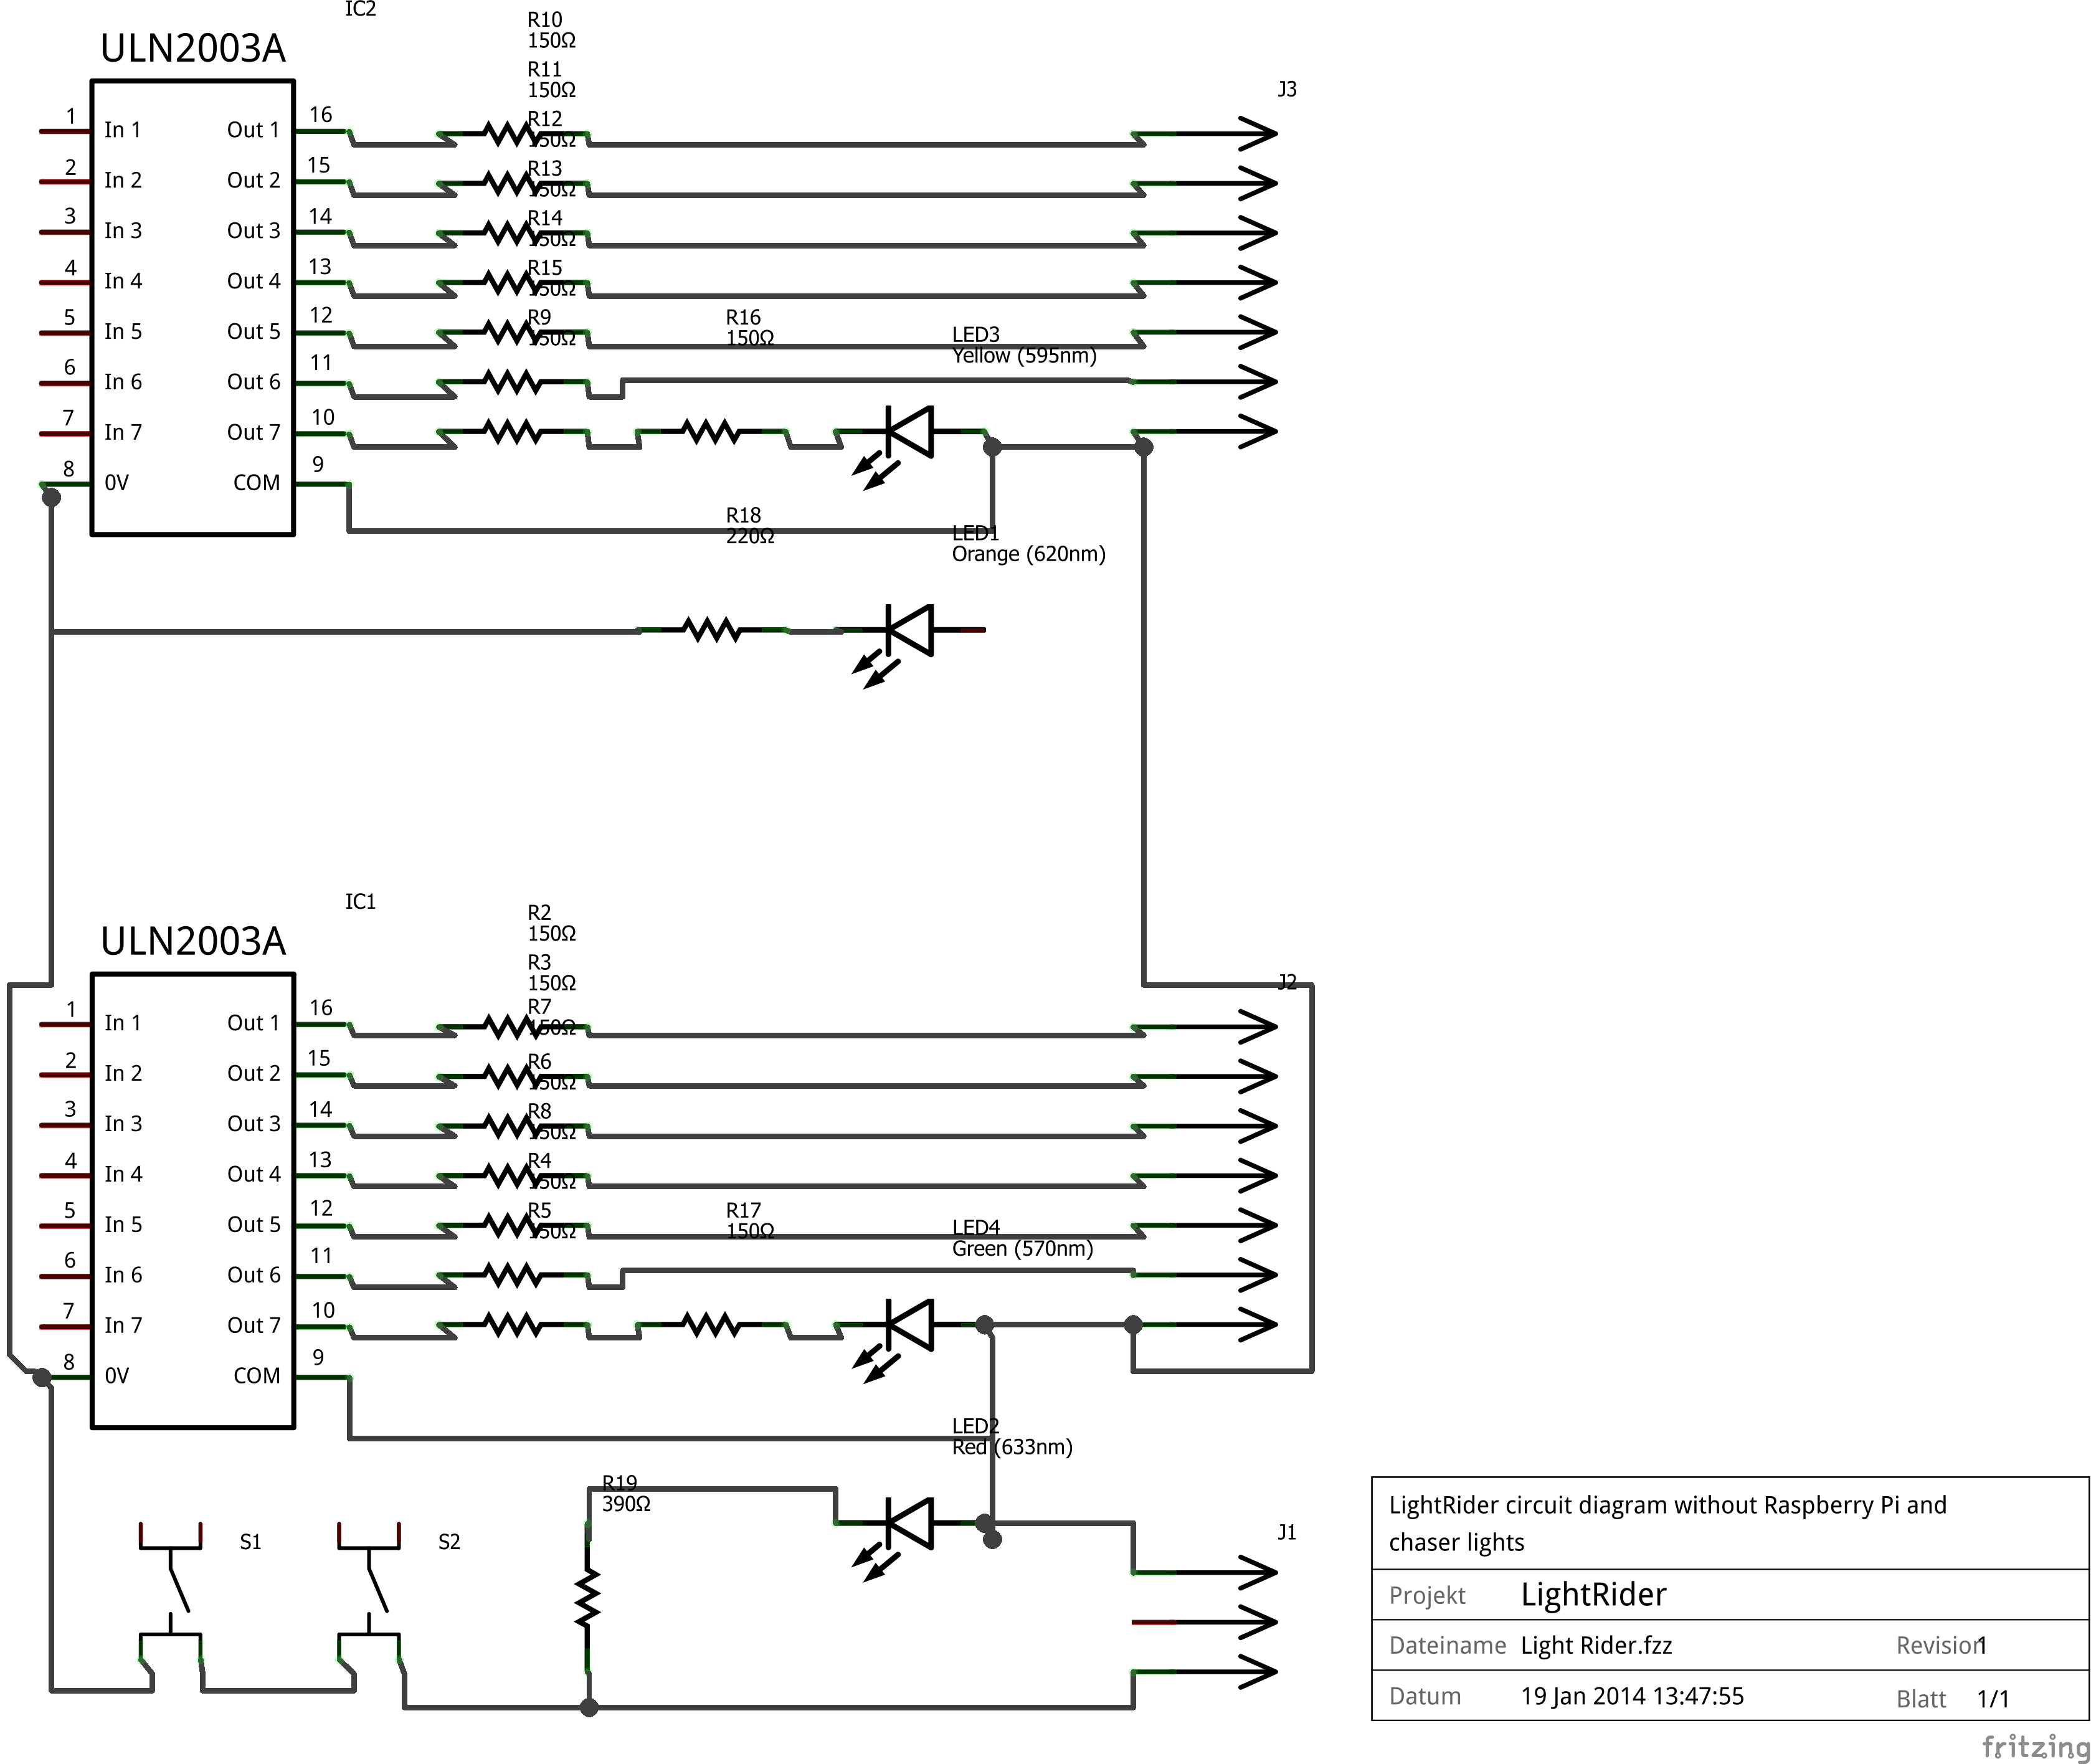 IC2
ULN2003A
R10
150Ω
R11
150Ω
J3
R12
150Ω
1 In 1 Out 1 16
R13
150Ω
2 In 2 Out 2 15
R14
150Ω
3 In 3 Out 3 14
R15
150Ω
4 In 4 Out 4 13
R9
150Ω
R16
150Ω
5 In 5 Out 5 12
LED3
Yellow (595nm)
6 In 6 Out 6 11
7 In 7 Out 7 10
8 0V COM 9
R18
220Ω
LED1
Orange (620nm)
IC1
ULN2003A
R2
150Ω
R3
150Ω
J2
R7
150Ω
1 In 1 Out 1 16
R6
150Ω
2 In 2 Out 2 15
R8
150Ω
3 In 3 Out 3 14
R4
150Ω
4 In 4 Out 4 13
R5
150Ω
R17
150Ω
5 In 5 Out 5 12
LED4
Green (570nm)
6 In 6 Out 6 11
7 In 7 Out 7 10
8 0V COM 9
LED2
Red (633nm)
R19
390Ω
S1
S2
J1
LightRider circuit diagram without Raspberry Pi and
chaser lights
Projekt LightRider
Dateiname Light Rider.fzz Revision 1
Datum 19 Jan 2014 13:47:55 Blatt 1/1
fritzing